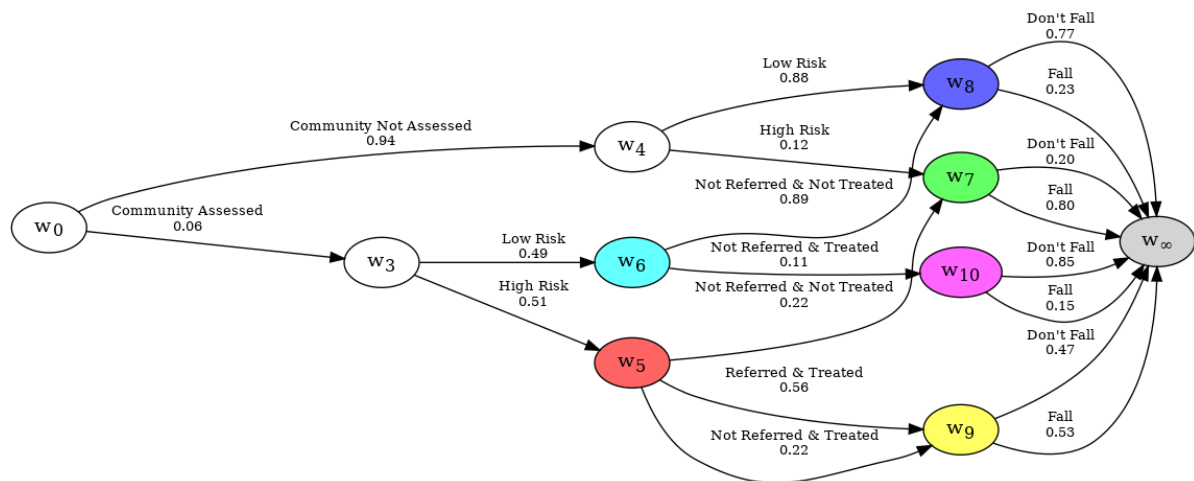 Don't Fall
0.77
Low Risk
0.88
Fall
0.23
w8
Community Not Assessed
0.94
High Risk
0.12
w4
Don't Fall
0.20
w7
Not Referred & Not Treated
0.89
Fall
0.80
w0
Community Assessed
0.06
w3
Low Risk
0.49
w6
Not Referred & Treated
0.11
w10
Don't Fall
0.85
w∞
High Risk
0.51
Not Referred & Not Treated
0.22
Fall
0.15
w5
Referred & Treated
0.56
Don't Fall
0.47
Not Referred & Treated
0.22
w9
Fall
0.53